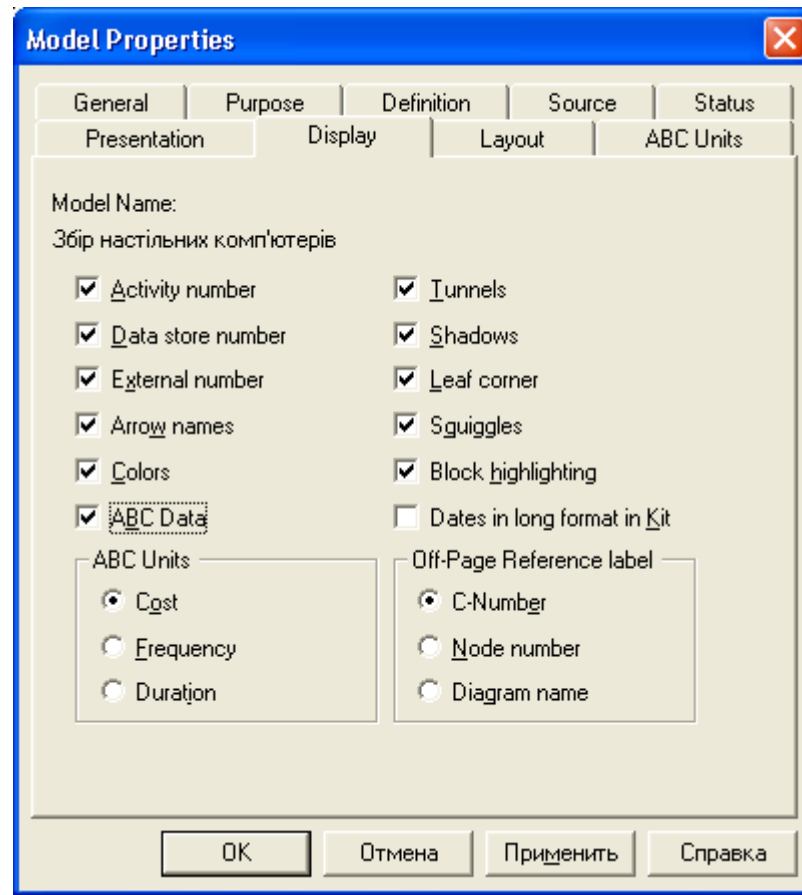 Model Properties
General Purpose Definition Source Status
Presentation Display Layout ABC Units
Model Name:
Збір настільних комп'ютерів
Activity number Tunnels
Data store number Shadows
External number Leaf corner
Arrow names Squiggles
Colors Block highlighting
ABC Data Dates in long format in Kit
ABC Units Off-Page Reference label
Cost C-Number
Frequency Node number
Duration Diagram name
OK Отмена Применить Справка